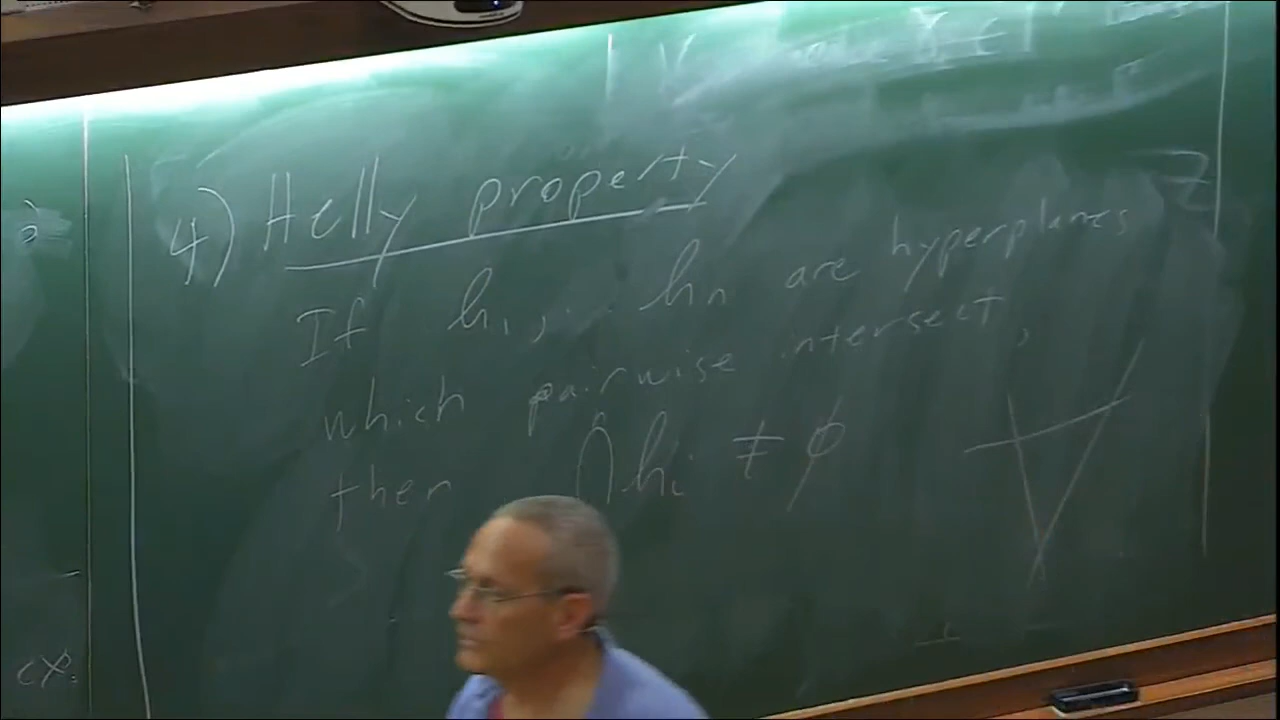 4) Helly property
If h₁,... hₙ are hyperplanes
which pairwise intersect,
then ∩hᵢ ≠ ∅